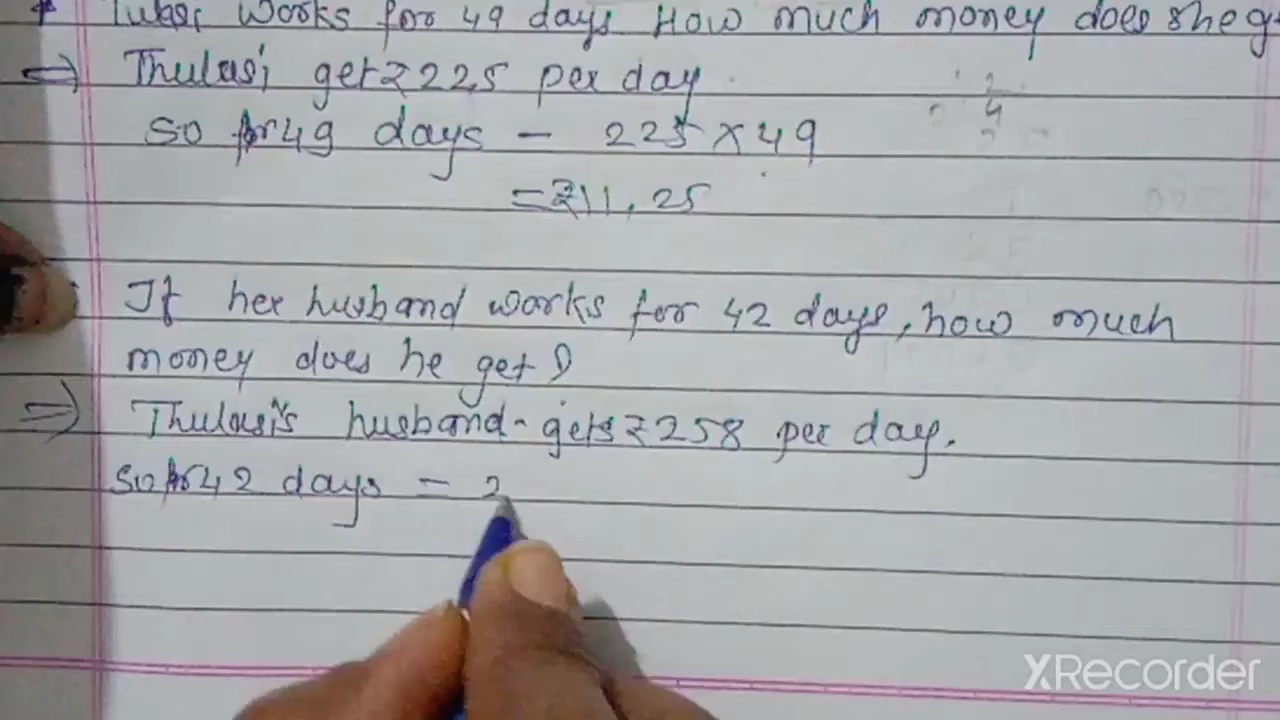 Tulasi works for 49 days How much money does she g
⇒ Thulasi get ₹225 per day
So for 49 days - 225 × 49
= ₹11,25
If her husband works for 42 days, how much
money does he get ?
⇒ Thulasi's husband - gets ₹258 per day.
So for 42 days = 2
XRecorder